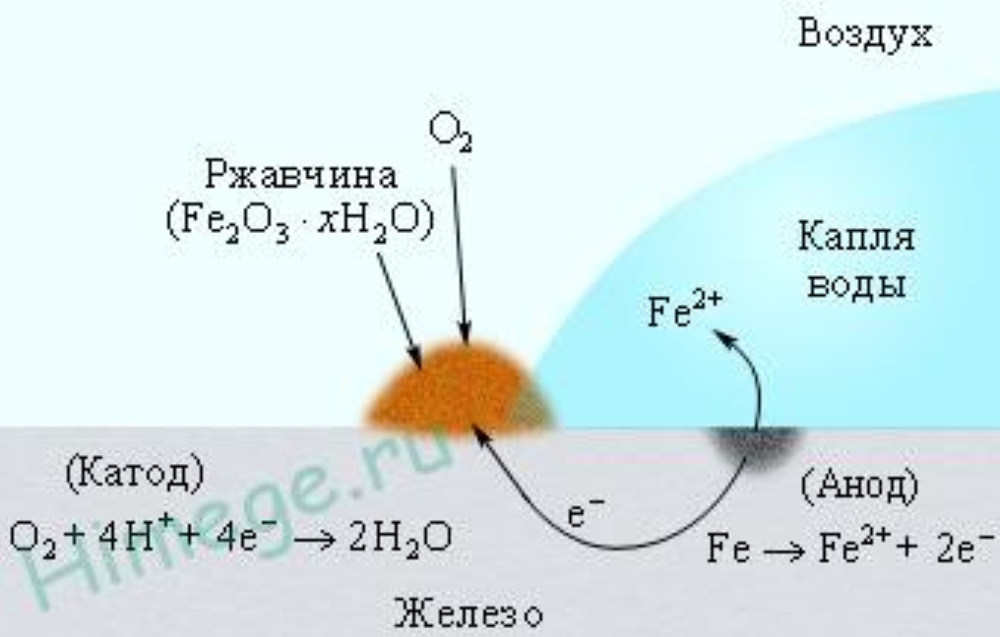 Воздух
O₂
Ржавчина
(Fe₂O₃ · xH₂O)
Капля
воды
Fe²⁺
(Катод)
(Анод)
e⁻
O₂ + 4H⁺ + 4e⁻ → 2H₂O
Fe → Fe²⁺ + 2e⁻
Железо
Himege.ru